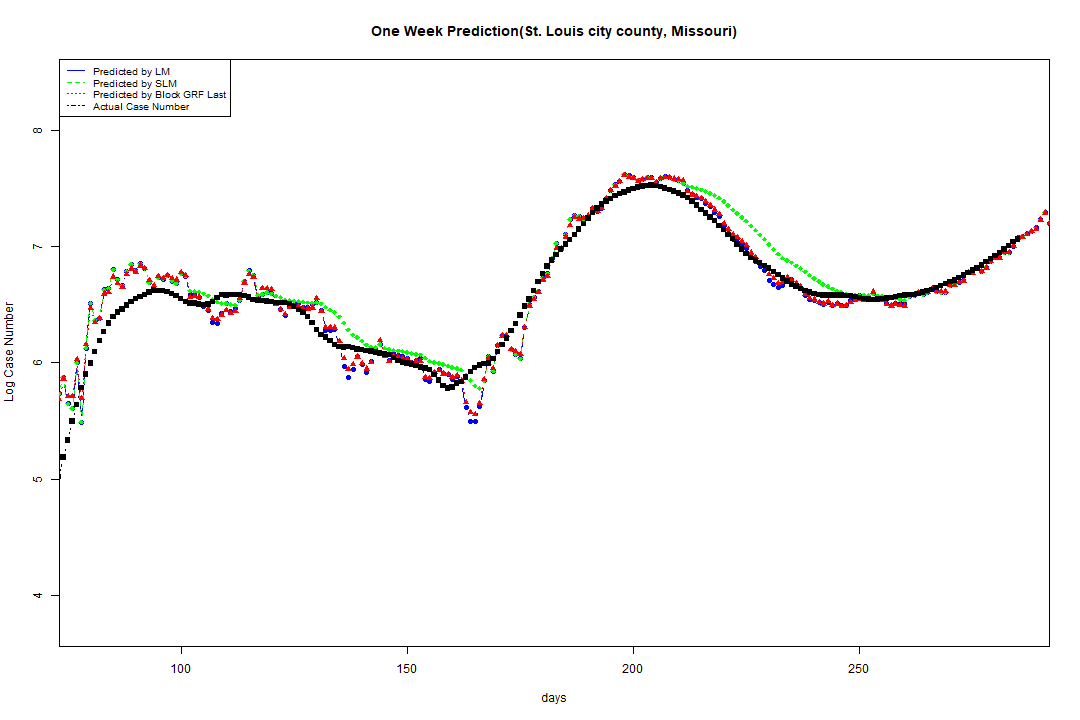 One Week Prediction(St. Louis city county, Missouri)
Predicted by LM
Predicted by SLM
Predicted by Block GRF Last
Actual Case Number
Log Case Number
8
7
6
5
4
100 150 200 250
days